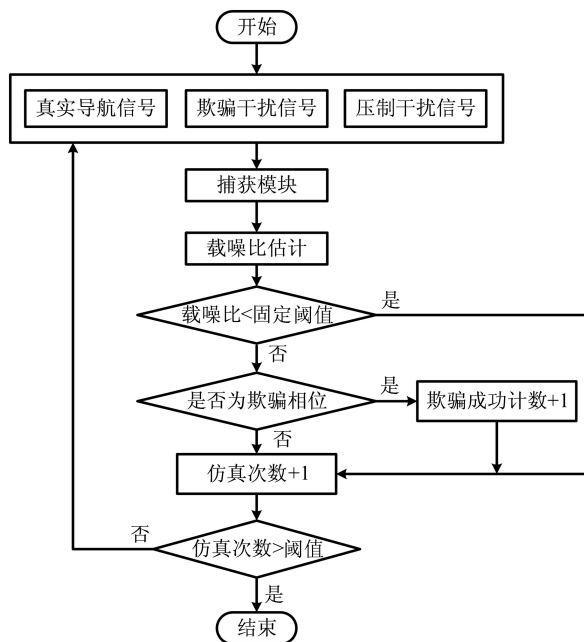 开始
真实导航信号
欺骗干扰信号
压制干扰信号
捕获模块
载噪比估计
载噪比<固定阈值
是
否
是否为欺骗相位
是
欺骗成功计数+1
否
仿真次数+1
否
仿真次数>阈值
是
结束